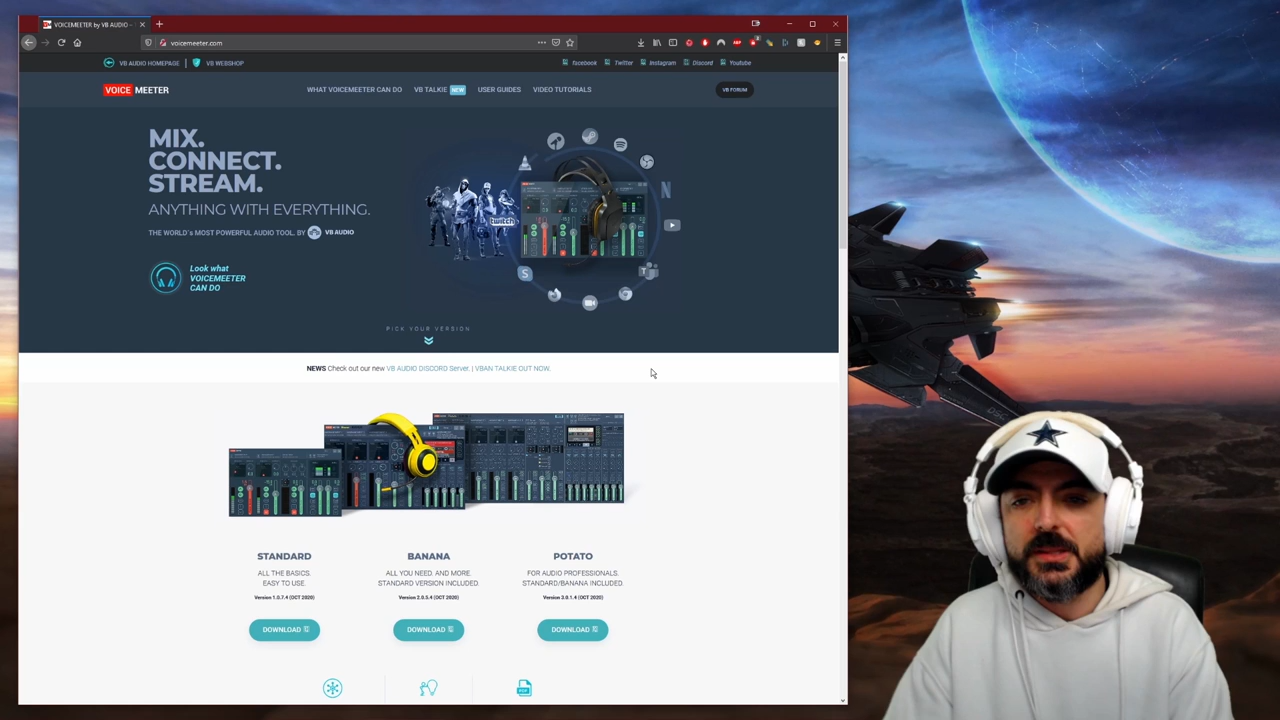 VOICEMEETER by VB AUDIO -
voicemeeter.com
VB AUDIO HOMEPAGE
VB WEBSHOP
facebook
Twitter
Instagram
Discord
Youtube
VOICE MEETER
WHAT VOICEMEETER CAN DO
VB TALKIE NEW
USER GUIDES
VIDEO TUTORIALS
VB FORUM
MIX.
CONNECT.
STREAM.
ANYTHING WITH EVERYTHING.
THE WORLD's MOST POWERFUL AUDIO TOOL. BY VB AUDIO
Look what
VOICEMEETER
CAN DO
twitch
PICK YOUR VERSION
NEWS Check out our new VB AUDIO DISCORD Server. | VBAN TALKIE OUT NOW.
STANDARD
ALL THE BASICS.
EASY TO USE.
Version 1.0.7.4 (OCT 2020)
DOWNLOAD
BANANA
ALL YOU NEED. AND MORE.
STANDARD VERSION INCLUDED.
Version 2.0.5.4 (OCT 2020)
DOWNLOAD
POTATO
FOR AUDIO PROFESSIONALS.
STANDARD/BANANA INCLUDED.
Version 3.0.1.4 (OCT 2020)
DOWNLOAD
PDF